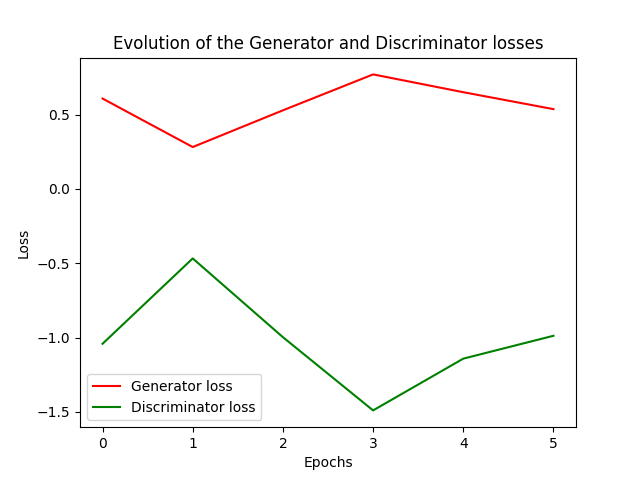 Evolution of the Generator and Discriminator losses
0.5
0.0
−0.5
−1.0
−1.5
Loss
Generator loss
Discriminator loss
0 1 2 3 4 5
Epochs